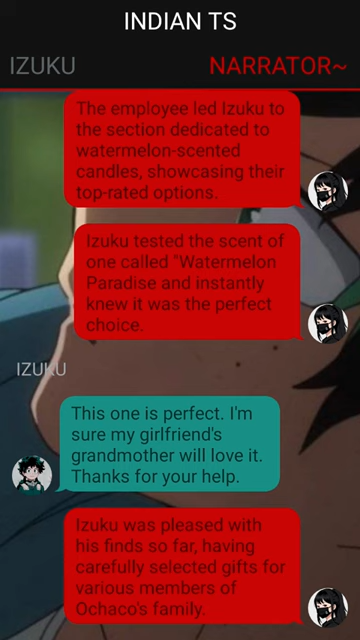 INDIAN TS
IZUKU NARRATOR~
The employee led Izuku to
the section dedicated to
watermelon-scented
candles, showcasing their
top-rated options.
Izuku tested the scent of
one called "Watermelon
Paradise and instantly
knew it was the perfect
choice.
IZUKU
This one is perfect. I'm
sure my girlfriend's
grandmother will love it.
Thanks for your help.
Izuku was pleased with
his finds so far, having
carefully selected gifts for
various members of
Ochaco's family.